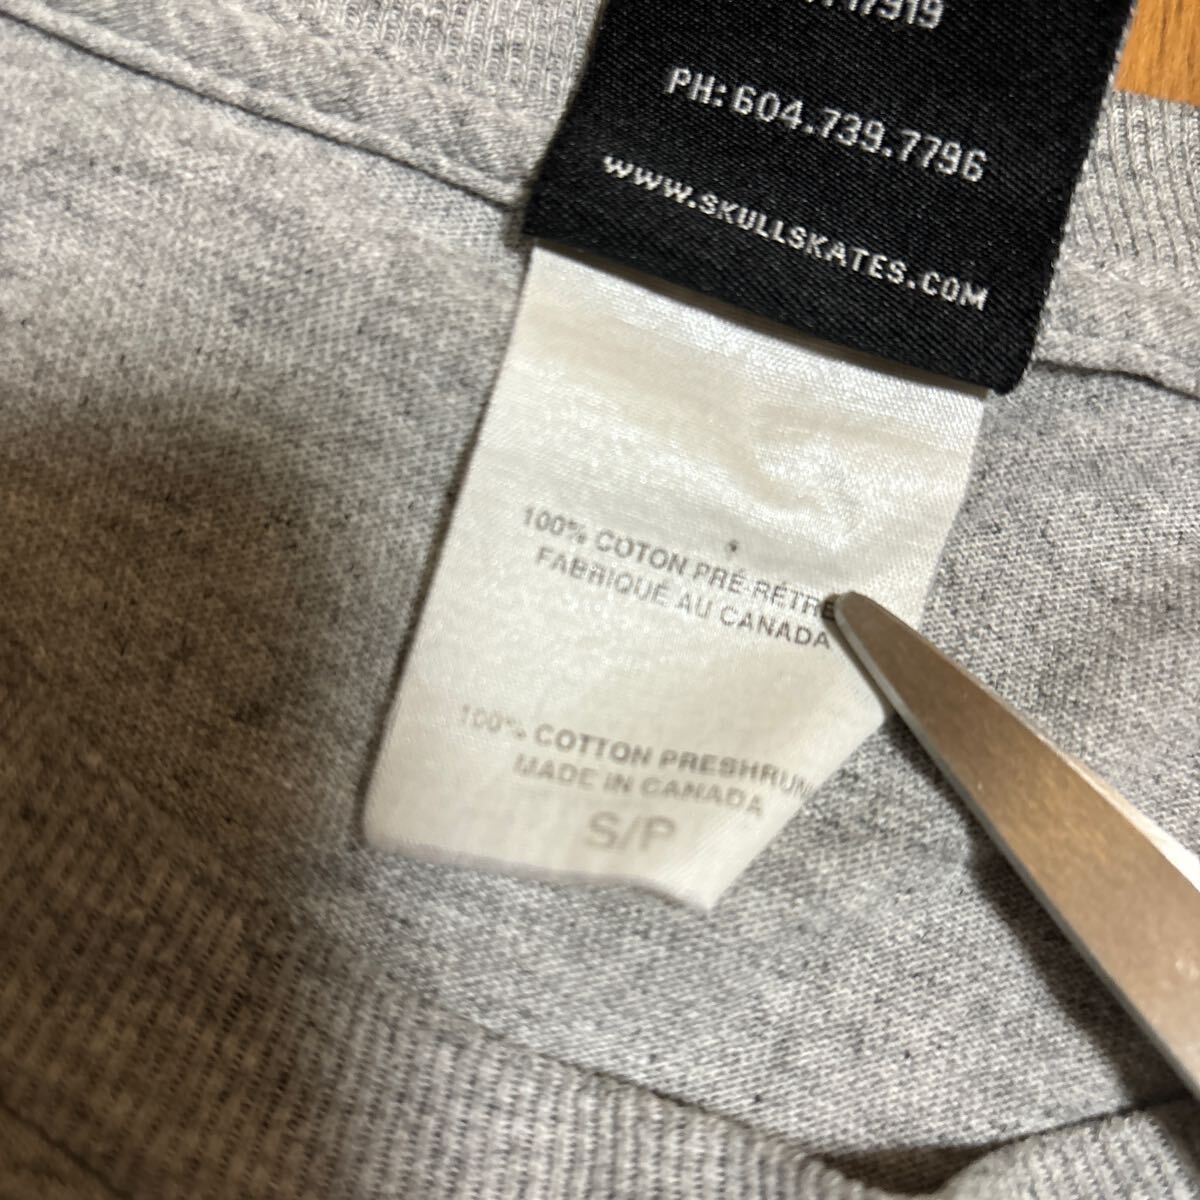 PH: 604.739.7796
WWW.SKULLSKATES.COM
100% COTON PRÉ-RÉTRÉ
FABRIQUÉ AU CANADA
100% COTTON PRESHRUN
MADE IN CANADA
S/P